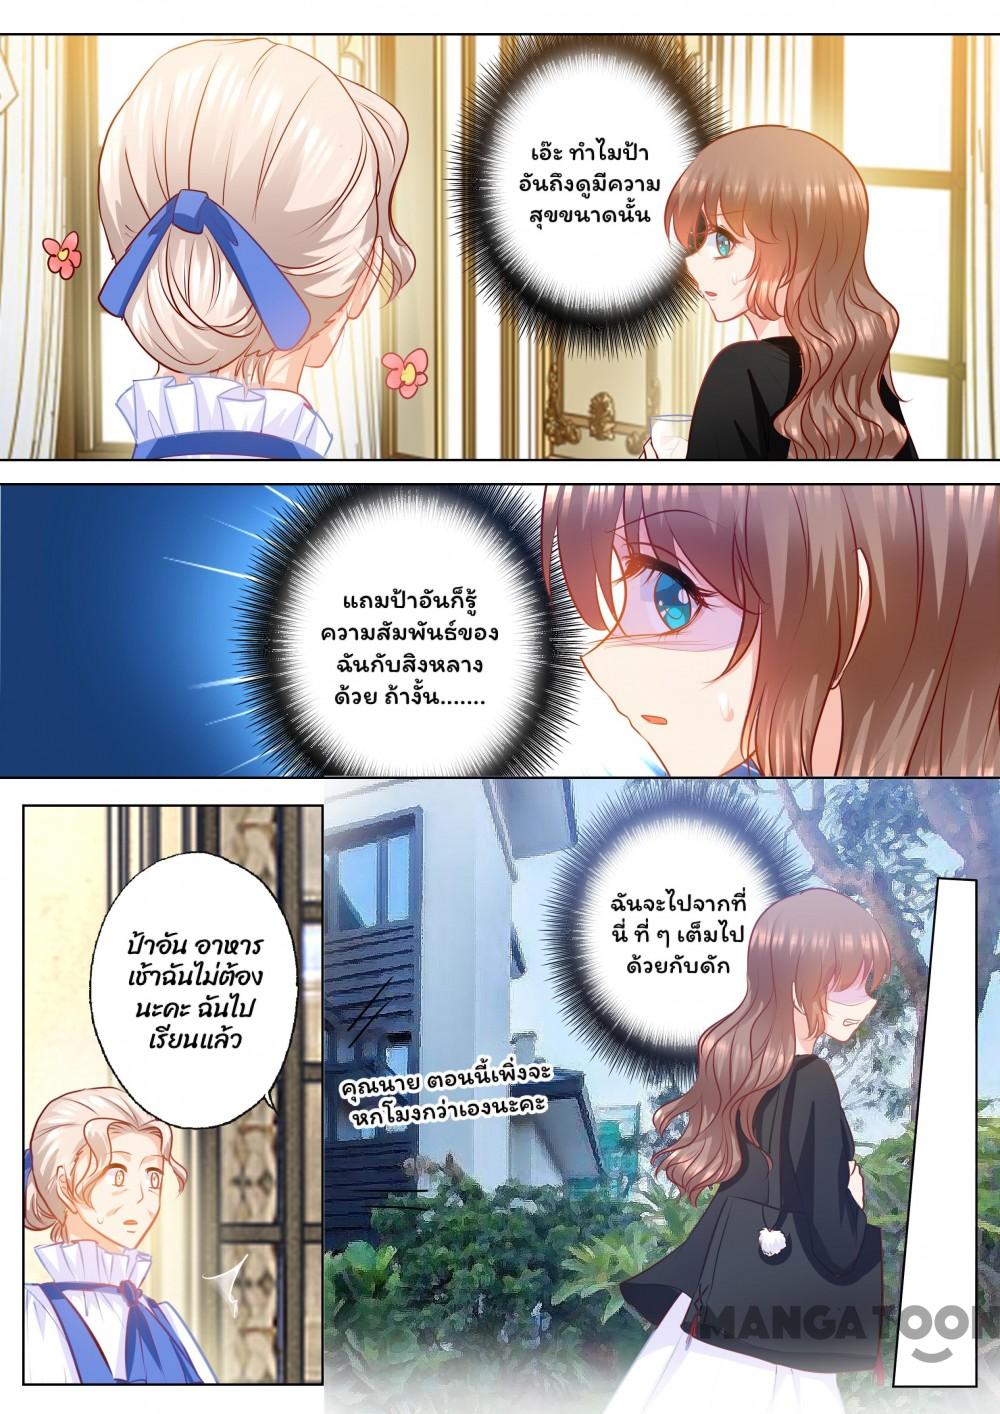 เอ๊ะ ทำไมป้า
อันถึงดูมีความ
สุขขนาดนั้น
แถมป้าอันก็รู้
ความสัมพันธ์ของ
ฉันกับสิงหลาง
ด้วย ถ้างั้น.......
ป้าอัน อาหาร
เช้าฉันไม่ต้อง
นะคะ ฉันไป
เรียนแล้ว
ฉันจะไปจากที่
นี่ ที่ ๆ เต็มไป
ด้วยกับดัก
คุณนาย ตอนนี้เพิ่งจะ
หกโมงกว่าเองนะคะ
MANGATOON